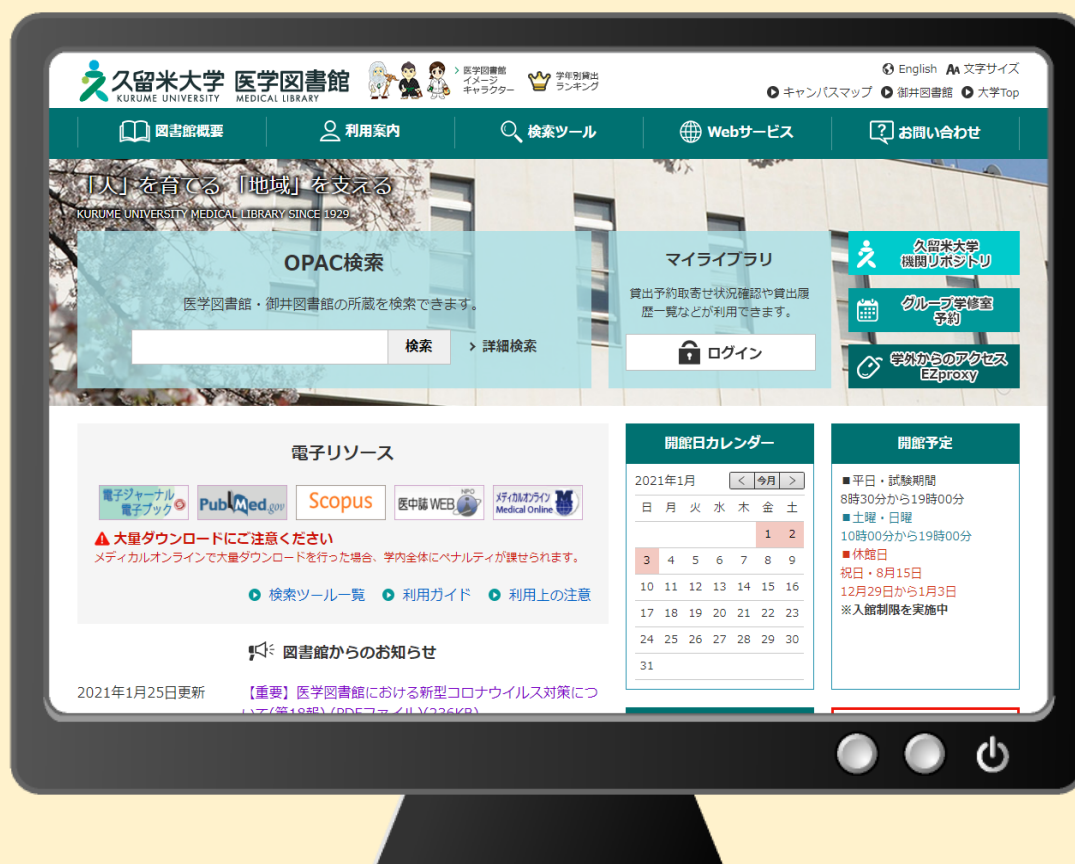 久留米大学 医学図書館
KURUME UNIVERSITY MEDICAL LIBRARY
医学図書館
イメージ
キャラクター
学年別貸出
ランキング
English AA 文字サイズ
キャンパスマップ 御井図書館 大学Top
図書館概要 利用案内 検索ツール Webサービス お問い合わせ
「人」を育てる 「地域」を支える
KURUME UNIVERSITY MEDICAL LIBRARY SINCE 1929
OPAC検索
医学図書館・御井図書館の所蔵を検索できます。
検索 詳細検索
マイライブラリ
貸出予約取寄せ状況確認や貸出履
歴一覧などが利用できます。
ログイン
久留米大学
機関リポジトリ
グループ学修室
予約
学外からのアクセス
EZproxy
電子リソース
電子ジャーナル
電子ブック
PubMed.gov
Scopus
医中誌WEB NPO
メディカルオンライン
Medical Online
大量ダウンロードにご注意ください
メディカルオンラインで大量ダウンロードを行った場合、学内全体にペナルティが課せられます。
検索ツール一覧 利用ガイド 利用上の注意
図書館からのお知らせ
2021年1月25日更新 【重要】医学図書館における新型コロナウイルス対策につ
いて(第18報) (PDFファイル)(236KB)
開館日カレンダー
2021年1月 < 今月 >
日 月 火 水 木 金 土
1 2
3 4 5 6 7 8 9
10 11 12 13 14 15 16
17 18 19 20 21 22 23
24 25 26 27 28 29 30
31
開館予定
■平日・試験期間
8時30分から19時00分
■土曜・日曜
10時00分から19時00分
■休館日
祝日・8月15日
12月29日から1月3日
※入館制限を実施中